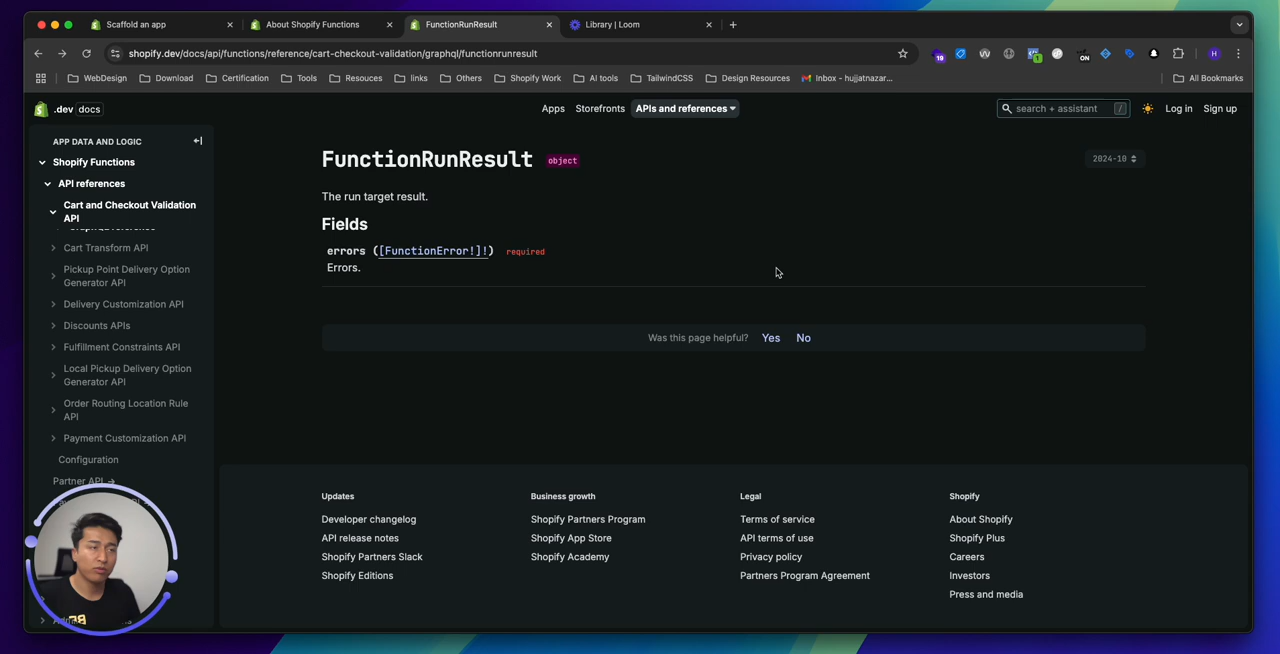 Scaffold an app
About Shopify Functions
FunctionRunResult
Library | Loom
shopify.dev/docs/api/functions/reference/cart-checkout-validation/graphql/functionrunresult
19
1
ON
H
WebDesign
Download
Certification
Tools
Resouces
links
Others
Shopify Work
AI tools
TailwindCSS
Design Resources
Inbox - hujjatnazar...
All Bookmarks
.dev docs
Apps
Storefronts
APIs and references
search + assistant /
Log in
Sign up
APP DATA AND LOGIC
Shopify Functions
API references
Cart and Checkout Validation
API
Cart Transform API
Pickup Point Delivery Option
Generator API
Delivery Customization API
Discounts APIs
Fulfillment Constraints API
Local Pickup Delivery Option
Generator API
Order Routing Location Rule
API
Payment Customization API
Configuration
Partner API
FunctionRunResult object
2024-10
The run target result.
Fields
errors ([FunctionError!]!) required
Errors.
Was this page helpful? Yes No
Updates
Developer changelog
API release notes
Shopify Partners Slack
Shopify Editions
Business growth
Shopify Partners Program
Shopify App Store
Shopify Academy
Legal
Terms of service
API terms of use
Privacy policy
Partners Program Agreement
Shopify
About Shopify
Shopify Plus
Careers
Investors
Press and media